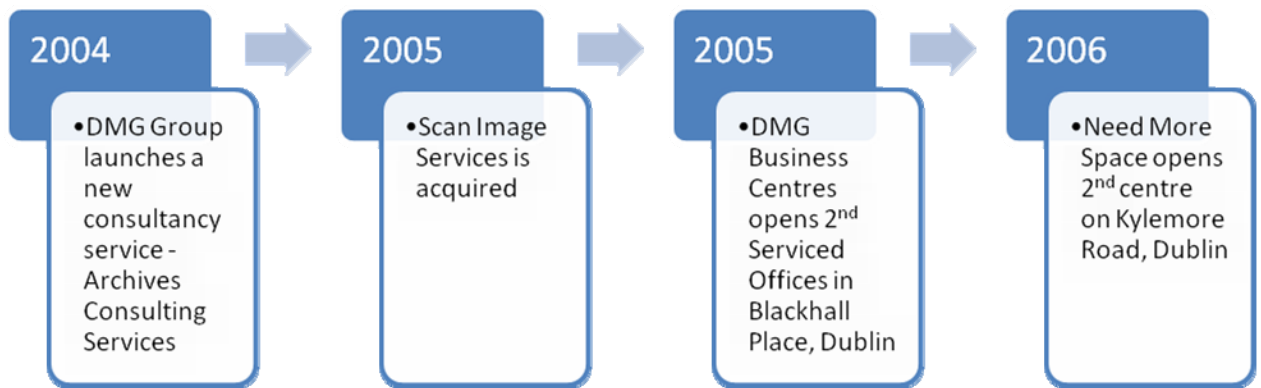 2004
•DMG Group
launches a
new
consultancy
service -
Archives
Consulting
Services
2005
•Scan Image
Services is
acquired
2005
•DMG
Business
Centres
opens 2nd
Serviced
Offices in
Blackhall
Place, Dublin
2006
•Need More
Space opens
2nd centre
on Kylemore
Road, Dublin